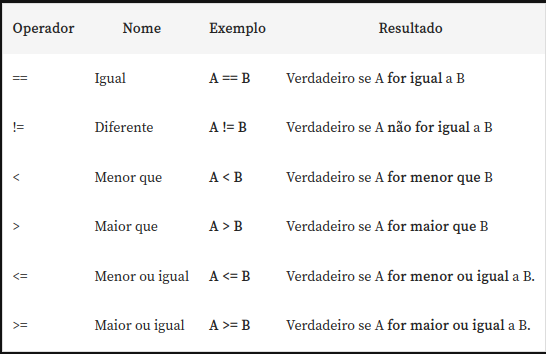 Operador Nome Exemplo Resultado
== Igual A == B Verdadeiro se A for igual a B
!= Diferente A != B Verdadeiro se A não for igual a B
< Menor que A < B Verdadeiro se A for menor que B
> Maior que A > B Verdadeiro se A for maior que B
<= Menor ou igual A <= B Verdadeiro se A for menor ou igual a B.
>= Maior ou igual A >= B Verdadeiro se A for maior ou igual a B.